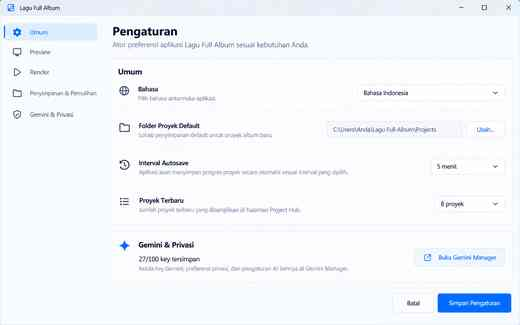 Lagu Full Album
Umum
Preview
Render
Penyimpanan & Pemulihan
Gemini & Privasi
Pengaturan
Atur preferensi aplikasi Lagu Full Album sesuai kebutuhan Anda.
Umum
Bahasa
Pilih bahasa antarmuka aplikasi.
Bahasa Indonesia
Folder Proyek Default
Lokasi penyimpanan default untuk proyek album baru.
C:\Users\Anda\Lagu Full Album\Projects
Ubah...
Interval Autosave
Aplikasi akan menyimpan progres proyek secara otomatis sesuai interval yang dipilih.
5 menit
Proyek Terbaru
Jumlah proyek terbaru yang ditampilkan di halaman Project Hub.
8 proyek
Gemini & Privasi
27/100 key tersimpan
Kelola key Gemini, preferensi privasi, dan pengaturan AI lainnya di Gemini Manager.
Buka Gemini Manager
Batal
Simpan Pengaturan